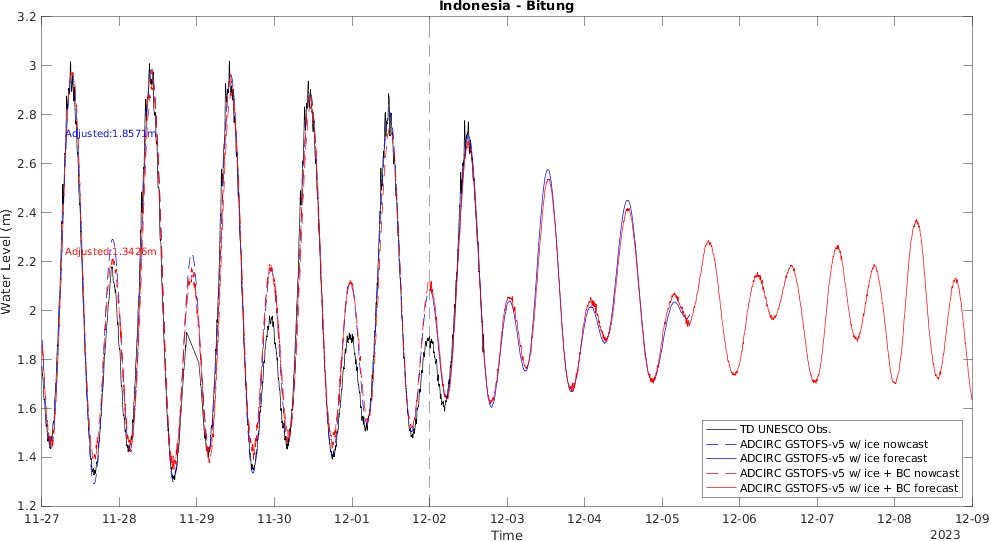 Indonesia - Bitung
Water Level (m)
3.2
3
2.8
2.6
2.4
2.2
2
1.8
1.6
1.4
1.2
Adjusted:1.8571m
Adjusted:1.3426m
TD UNESCO Obs.
ADCIRC GSTOFS-v5 w/ ice nowcast
ADCIRC GSTOFS-v5 w/ ice forecast
ADCIRC GSTOFS-v5 w/ ice + BC nowcast
ADCIRC GSTOFS-v5 w/ ice + BC forecast
11-27 11-28 11-29 11-30 12-01 12-02 12-03 12-04 12-05 12-06 12-07 12-08 12-09
Time
2023